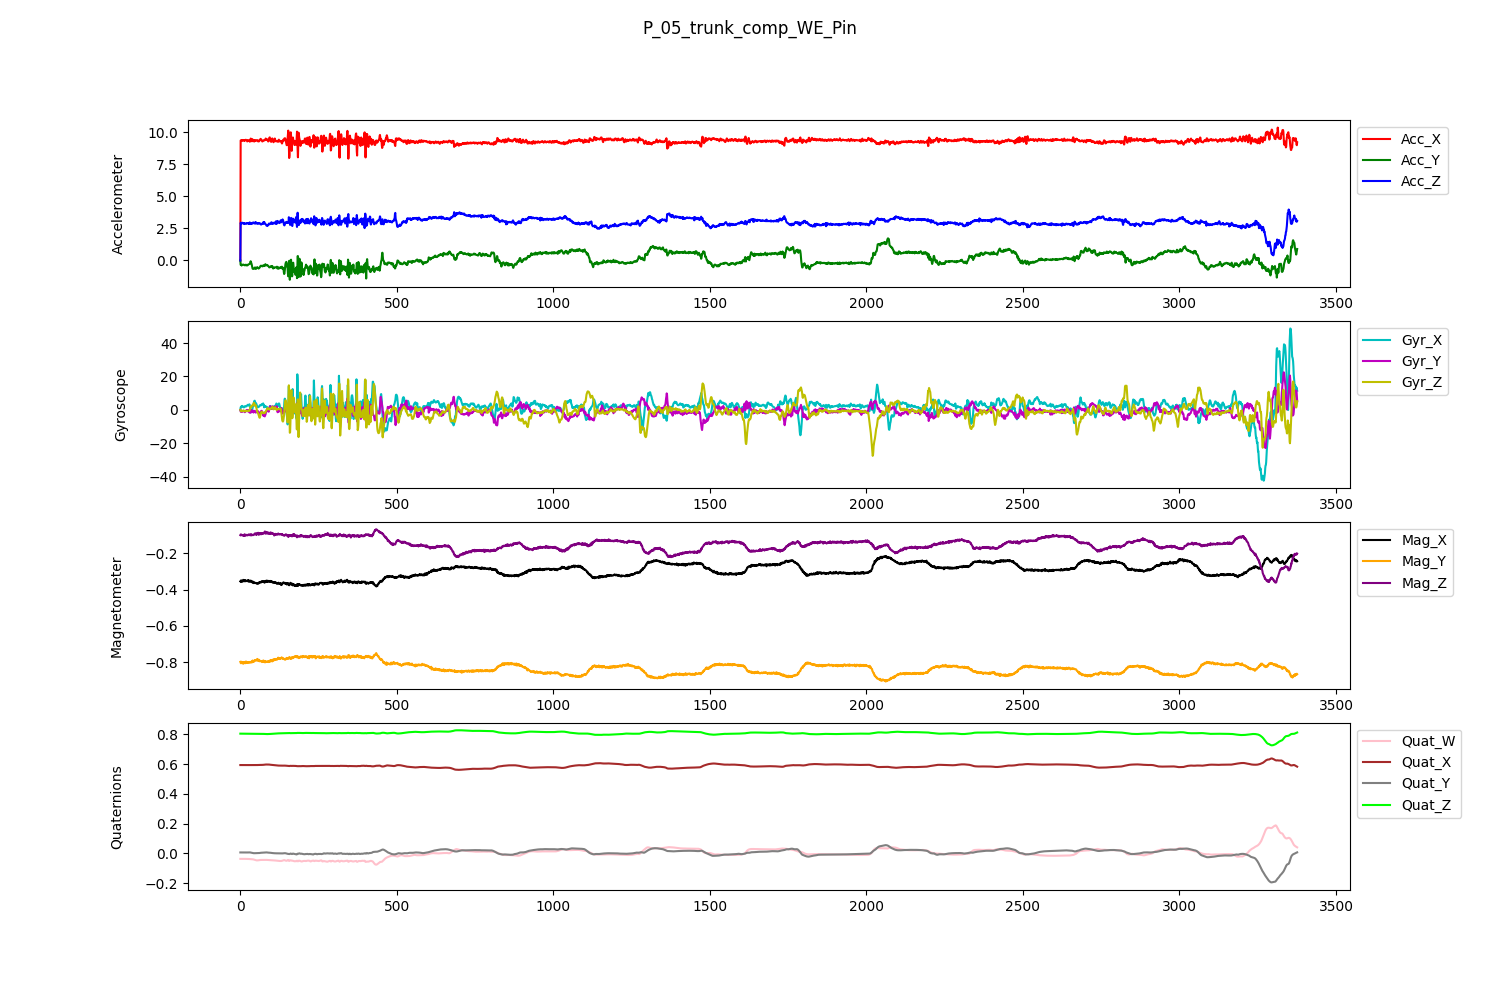 P_05_trunk_comp_WE_Pin
Accelerometer
10.0
7.5
5.0
2.5
0.0
0 500 1000 1500 2000 2500 3000 3500
Acc_X
Acc_Y
Acc_Z
Gyroscope
40
20
0
−20
−40
0 500 1000 1500 2000 2500 3000 3500
Gyr_X
Gyr_Y
Gyr_Z
Magnetometer
−0.2
−0.4
−0.6
−0.8
0 500 1000 1500 2000 2500 3000 3500
Mag_X
Mag_Y
Mag_Z
Quaternions
0.8
0.6
0.4
0.2
0.0
−0.2
0 500 1000 1500 2000 2500 3000 3500
Quat_W
Quat_X
Quat_Y
Quat_Z